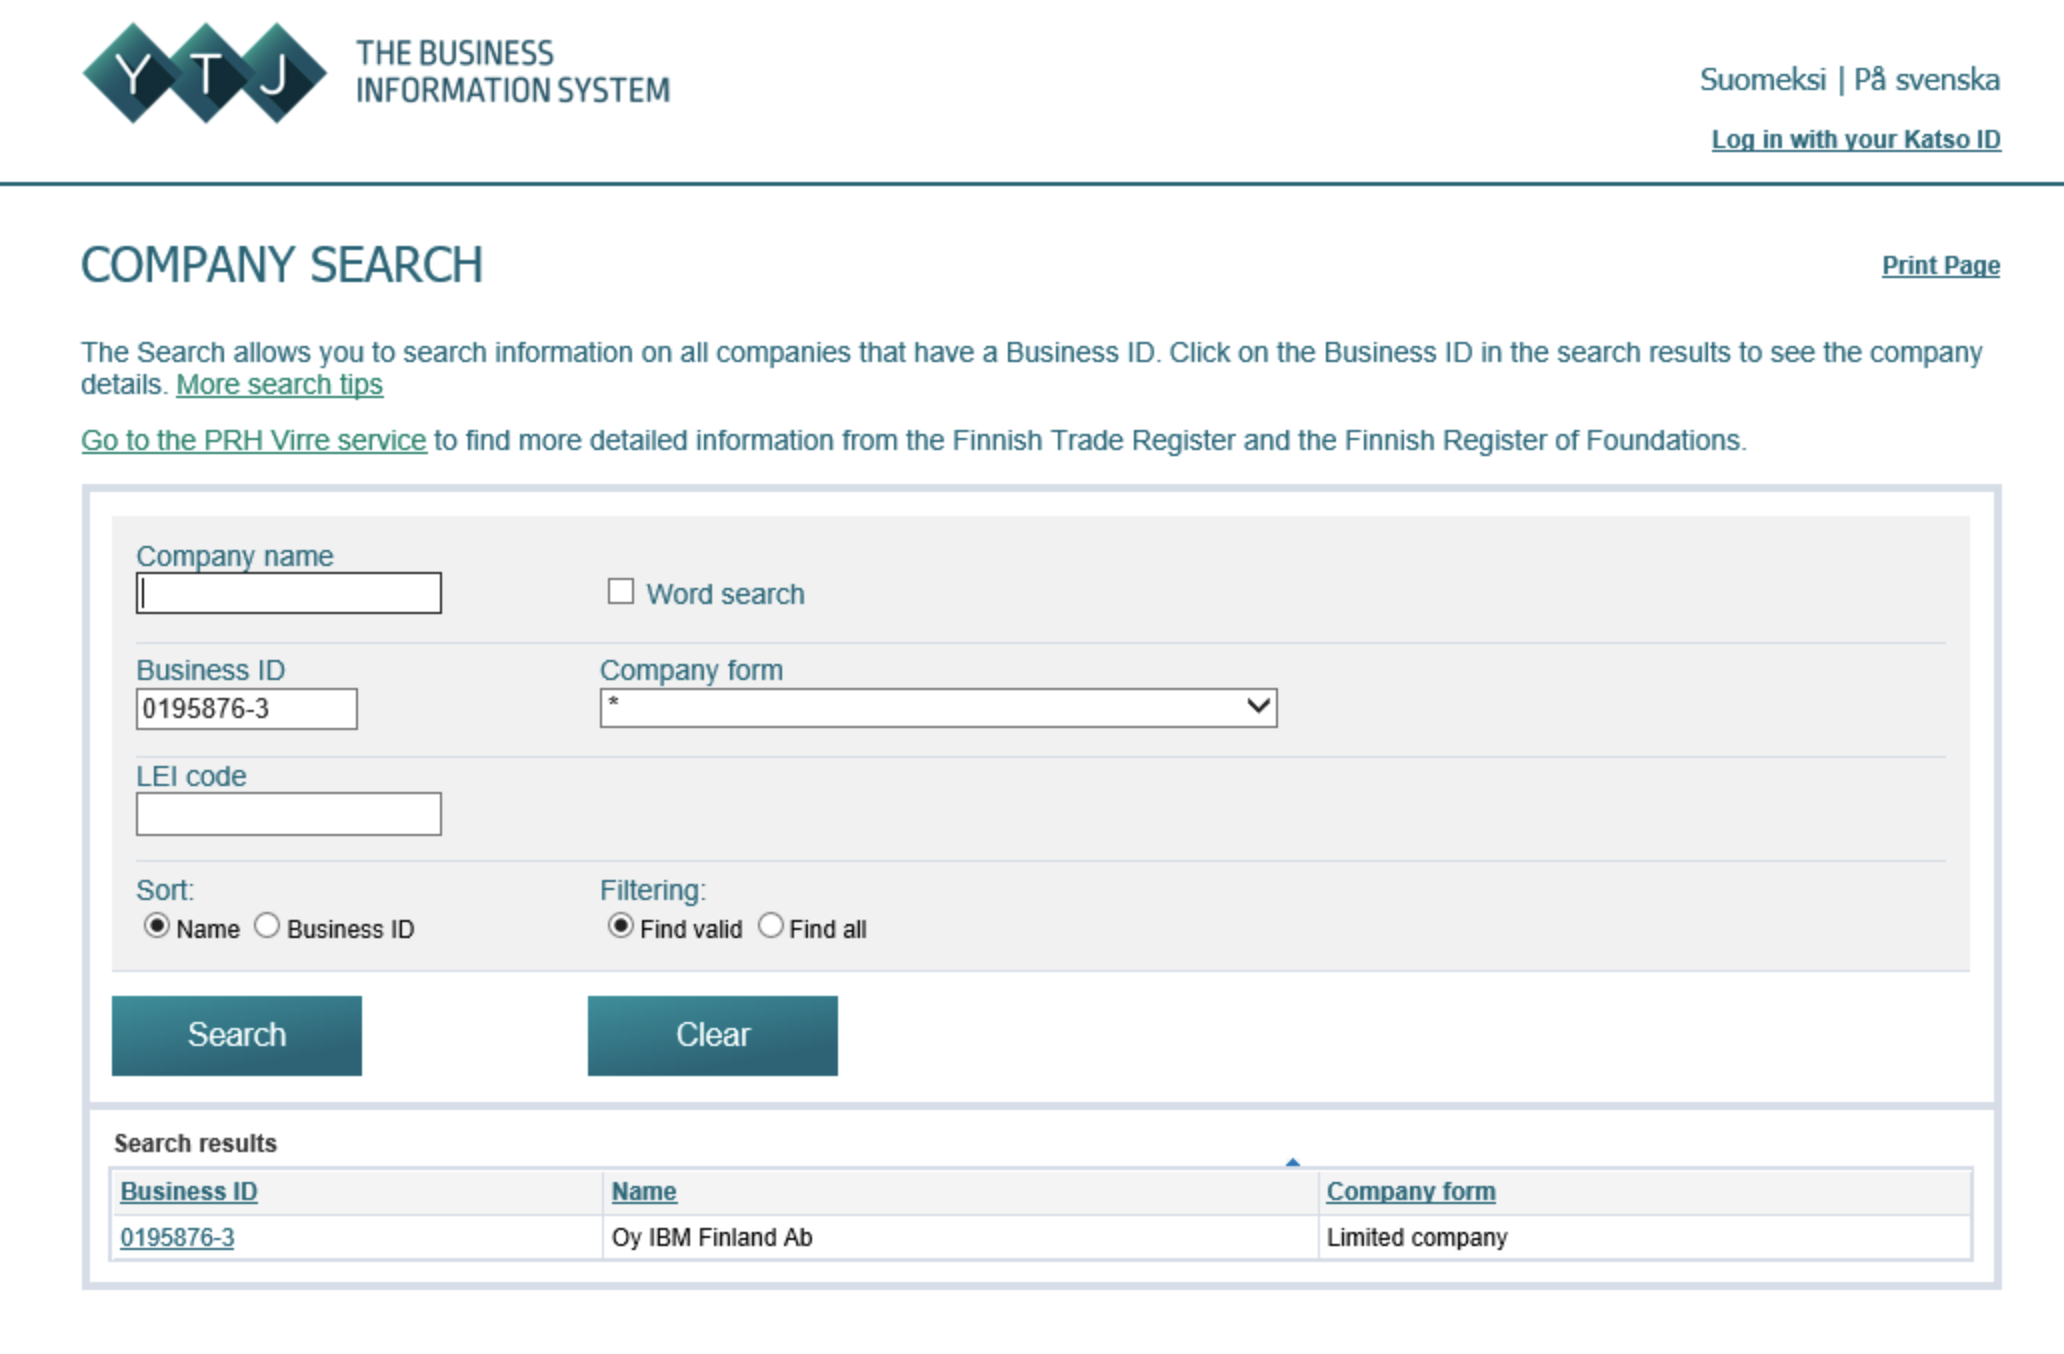 YTJ THE BUSINESS
INFORMATION SYSTEM
Suomeksi | På svenska
Log in with your Katso ID
COMPANY SEARCH
Print Page
The Search allows you to search information on all companies that have a Business ID. Click on the Business ID in the search results to see the company
details. More search tips
Go to the PRH Virre service to find more detailed information from the Finnish Trade Register and the Finnish Register of Foundations.
Company name
Word search
Business ID Company form
0195876-3 *
LEI code
Sort: Filtering:
Name Business ID Find valid Find all
Search Clear
Search results
Business ID Name Company form
0195876-3 Oy IBM Finland Ab Limited company